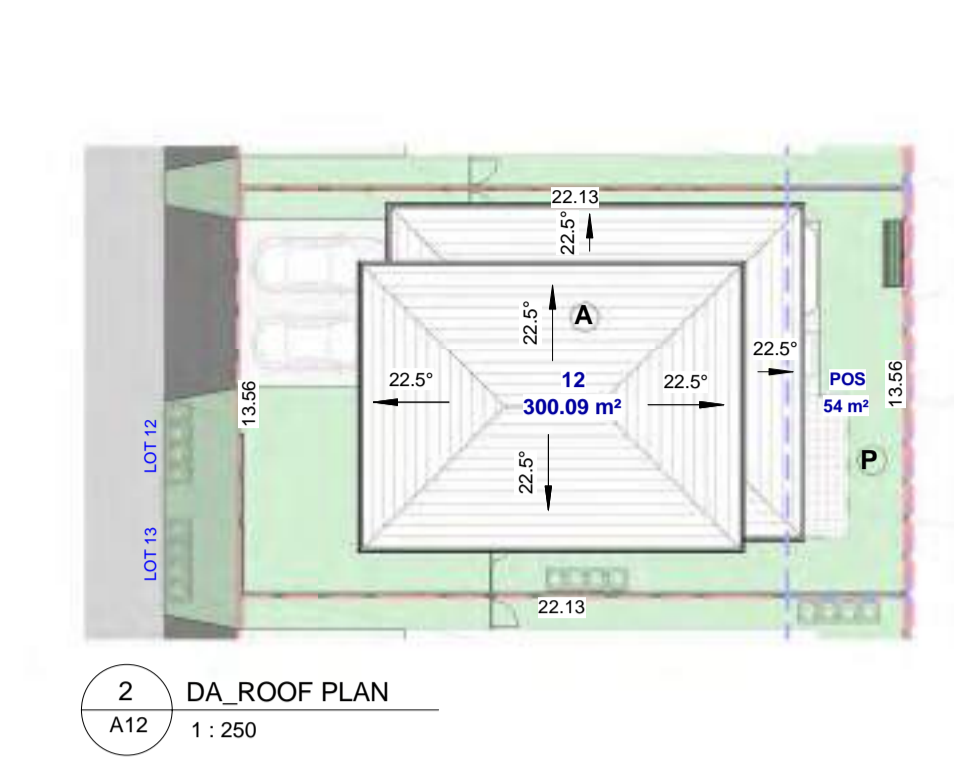 22.13
22.5°
22.5°
A
22.5°
12
300.09 m²
22.5°
22.5°
22.5°
POS
54 m²
13.56
13.56
P
LOT 12
LOT 13
22.13
2
A12
DA_ROOF PLAN
1 : 250